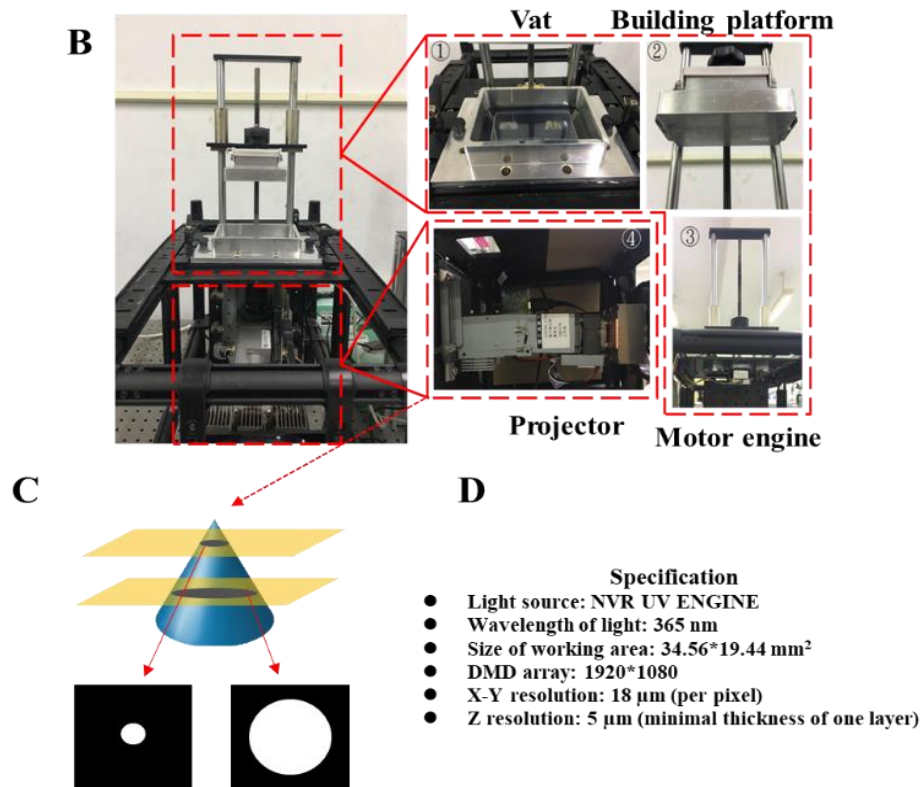 B
Vat
Building platform
①
②
④
③
Projector
Motor engine
C
D
Specification
● Light source: NVR UV ENGINE
● Wavelength of light: 365 nm
● Size of working area: 34.56*19.44 mm²
● DMD array: 1920*1080
● X-Y resolution: 18 μm (per pixel)
● Z resolution: 5 μm (minimal thickness of one layer)